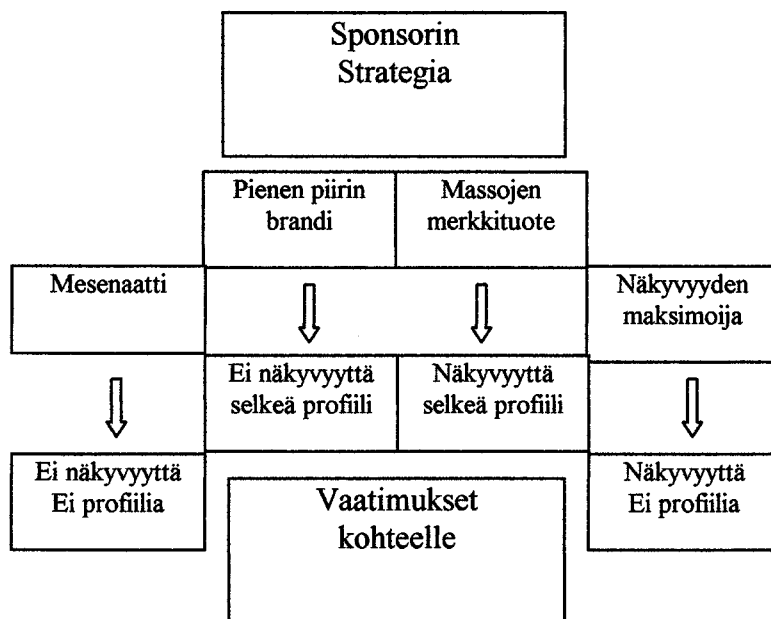 Sponsorin
Strategia
Pienen piirin
brandi
Massojen
merkkituote
Mesenaatti
Näkyvyyden
maksimoija
Ei näkyvyyttä
selkeä profiili
Näkyvyyttä
selkeä profiili
Ei näkyvyyttä
Ei profiilia
Näkyvyyttä
Ei profiilia
Vaatimukset
kohteelle